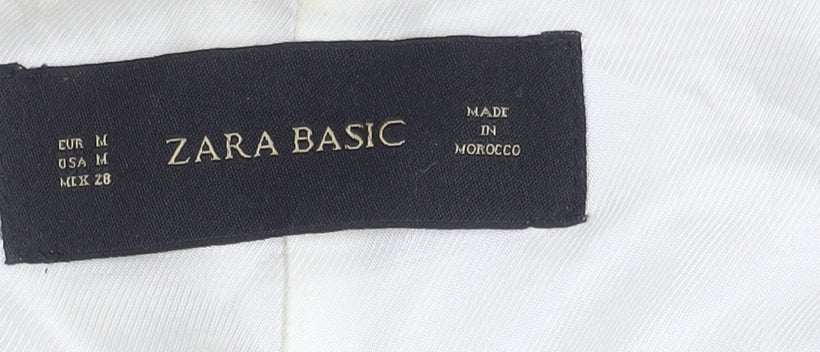 EUR M
USA M
MEX 28
ZARA BASIC
MADE
IN
MOROCCO